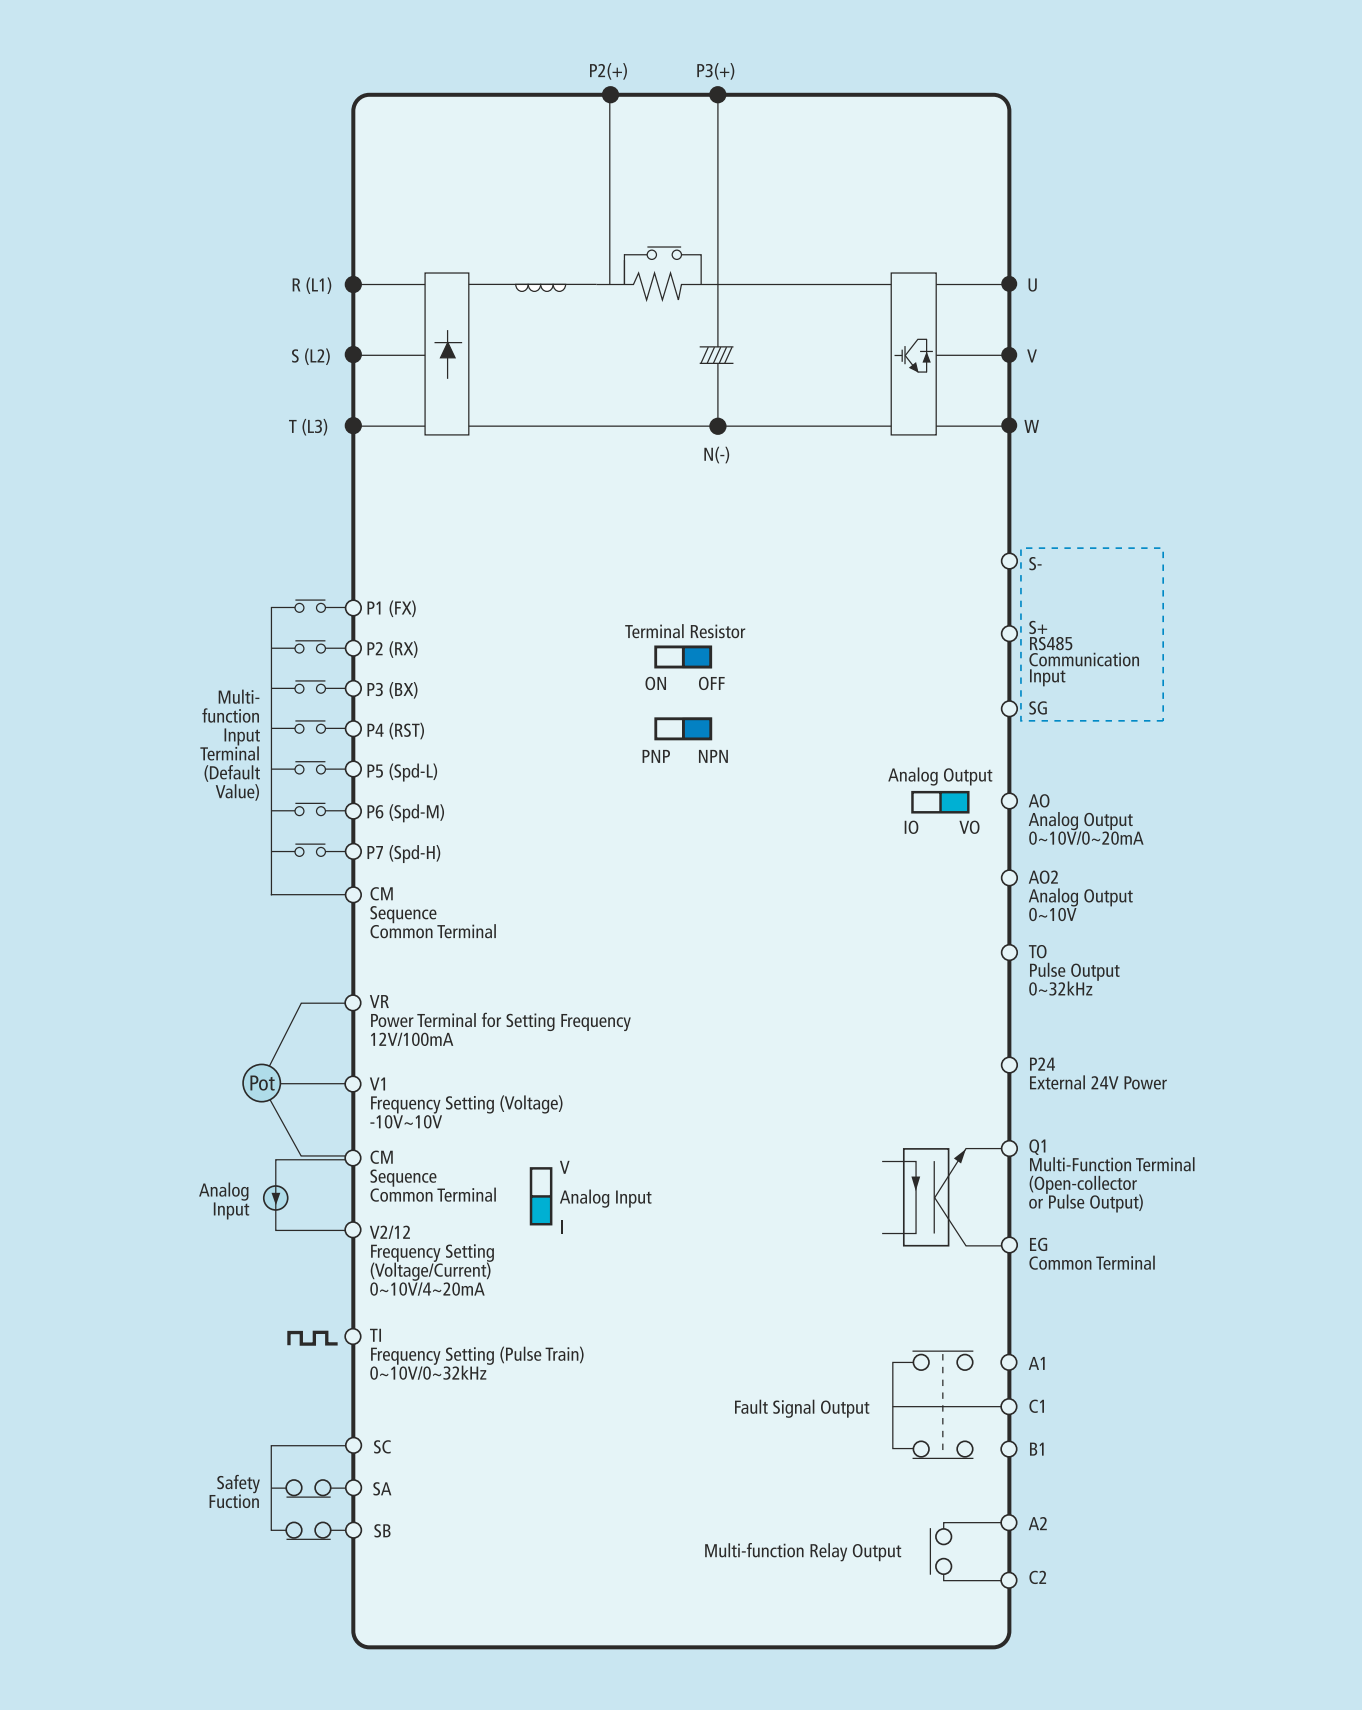 P2(+)
P3(+)
R (L1)
S (L2)
T (L3)
U
V
W
N(-)
Multi-
function
Input
Terminal
(Default
Value)
P1 (FX)
P2 (RX)
P3 (BX)
P4 (RST)
P5 (Spd-L)
P6 (Spd-M)
P7 (Spd-H)
CM
Sequence
Common Terminal
Terminal Resistor
ON OFF
PNP NPN
S-
S+
RS485
Communication
Input
SG
Analog Output
IO VO
AO
Analog Output
0~10V/0~20mA
AO2
Analog Output
0~10V
TO
Pulse Output
0~32kHz
VR
Power Terminal for Setting Frequency
12V/100mA
Pot
V1
Frequency Setting (Voltage)
-10V~10V
CM
Sequence
Common Terminal
Analog
Input
V2/12
Frequency Setting
(Voltage/Current)
0~10V/4~20mA
V
Analog Input
I
TI
Frequency Setting (Pulse Train)
0~10V/0~32kHz
P24
External 24V Power
Q1
Multi-Function Terminal
(Open-collector
or Pulse Output)
EG
Common Terminal
Fault Signal Output
A1
C1
B1
Safety
Fuction
SC
SA
SB
Multi-function Relay Output
A2
C2